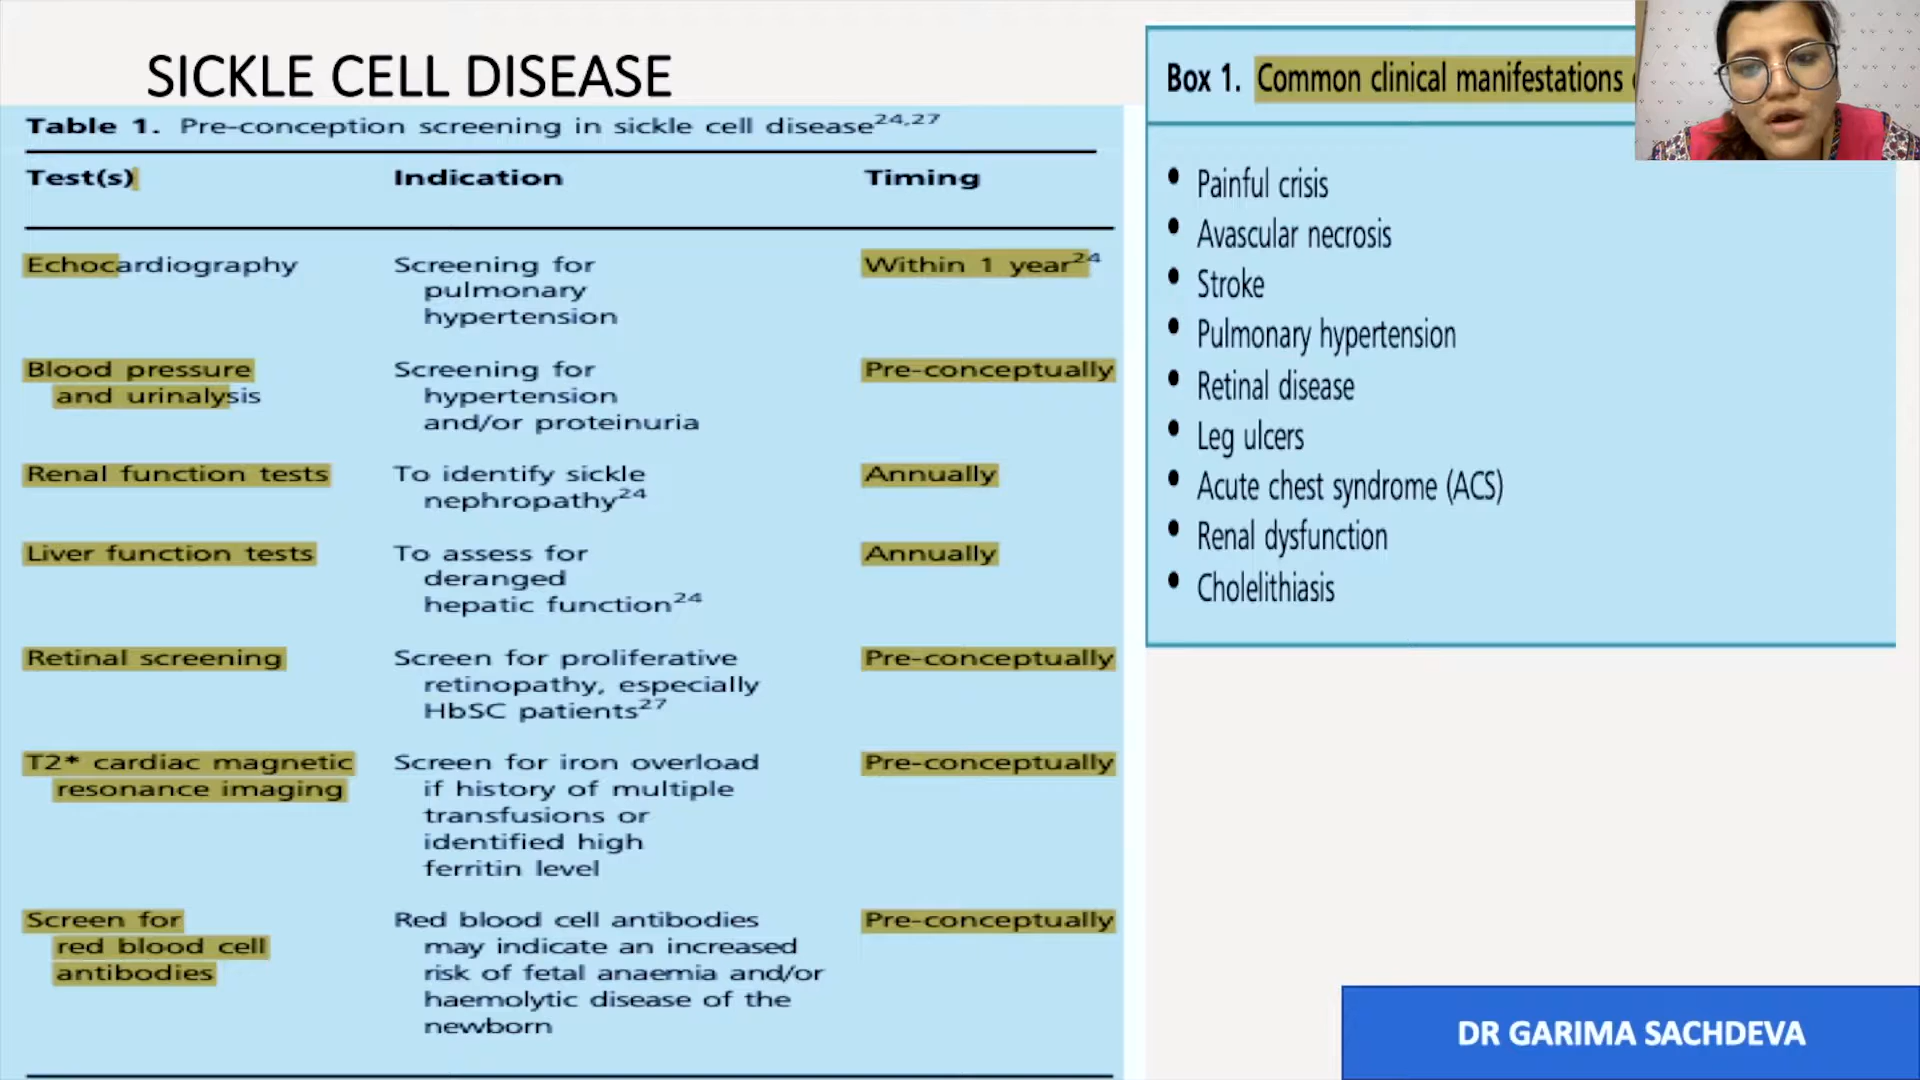 SICKLE CELL DISEASE
Table 1. Pre-conception screening in sickle cell disease24,27
Test(s) Indication Timing
Echocardiography Screening for Within 1 year24
pulmonary
hypertension
Blood pressure Screening for Pre-conceptually
and urinalysis hypertension
and/or proteinuria
Renal function tests To identify sickle Annually
nephropathy24
Liver function tests To assess for Annually
deranged
hepatic function24
Retinal screening Screen for proliferative Pre-conceptually
retinopathy, especially
HbSC patients27
T2* cardiac magnetic Screen for iron overload Pre-conceptually
resonance imaging if history of multiple
transfusions or
identified high
ferritin level
Screen for Red blood cell antibodies Pre-conceptually
red blood cell may indicate an increased
antibodies risk of fetal anaemia and/or
haemolytic disease of the
newborn
Box 1. Common clinical manifestations
• Painful crisis
• Avascular necrosis
• Stroke
• Pulmonary hypertension
• Retinal disease
• Leg ulcers
• Acute chest syndrome (ACS)
• Renal dysfunction
• Cholelithiasis
DR GARIMA SACHDEVA